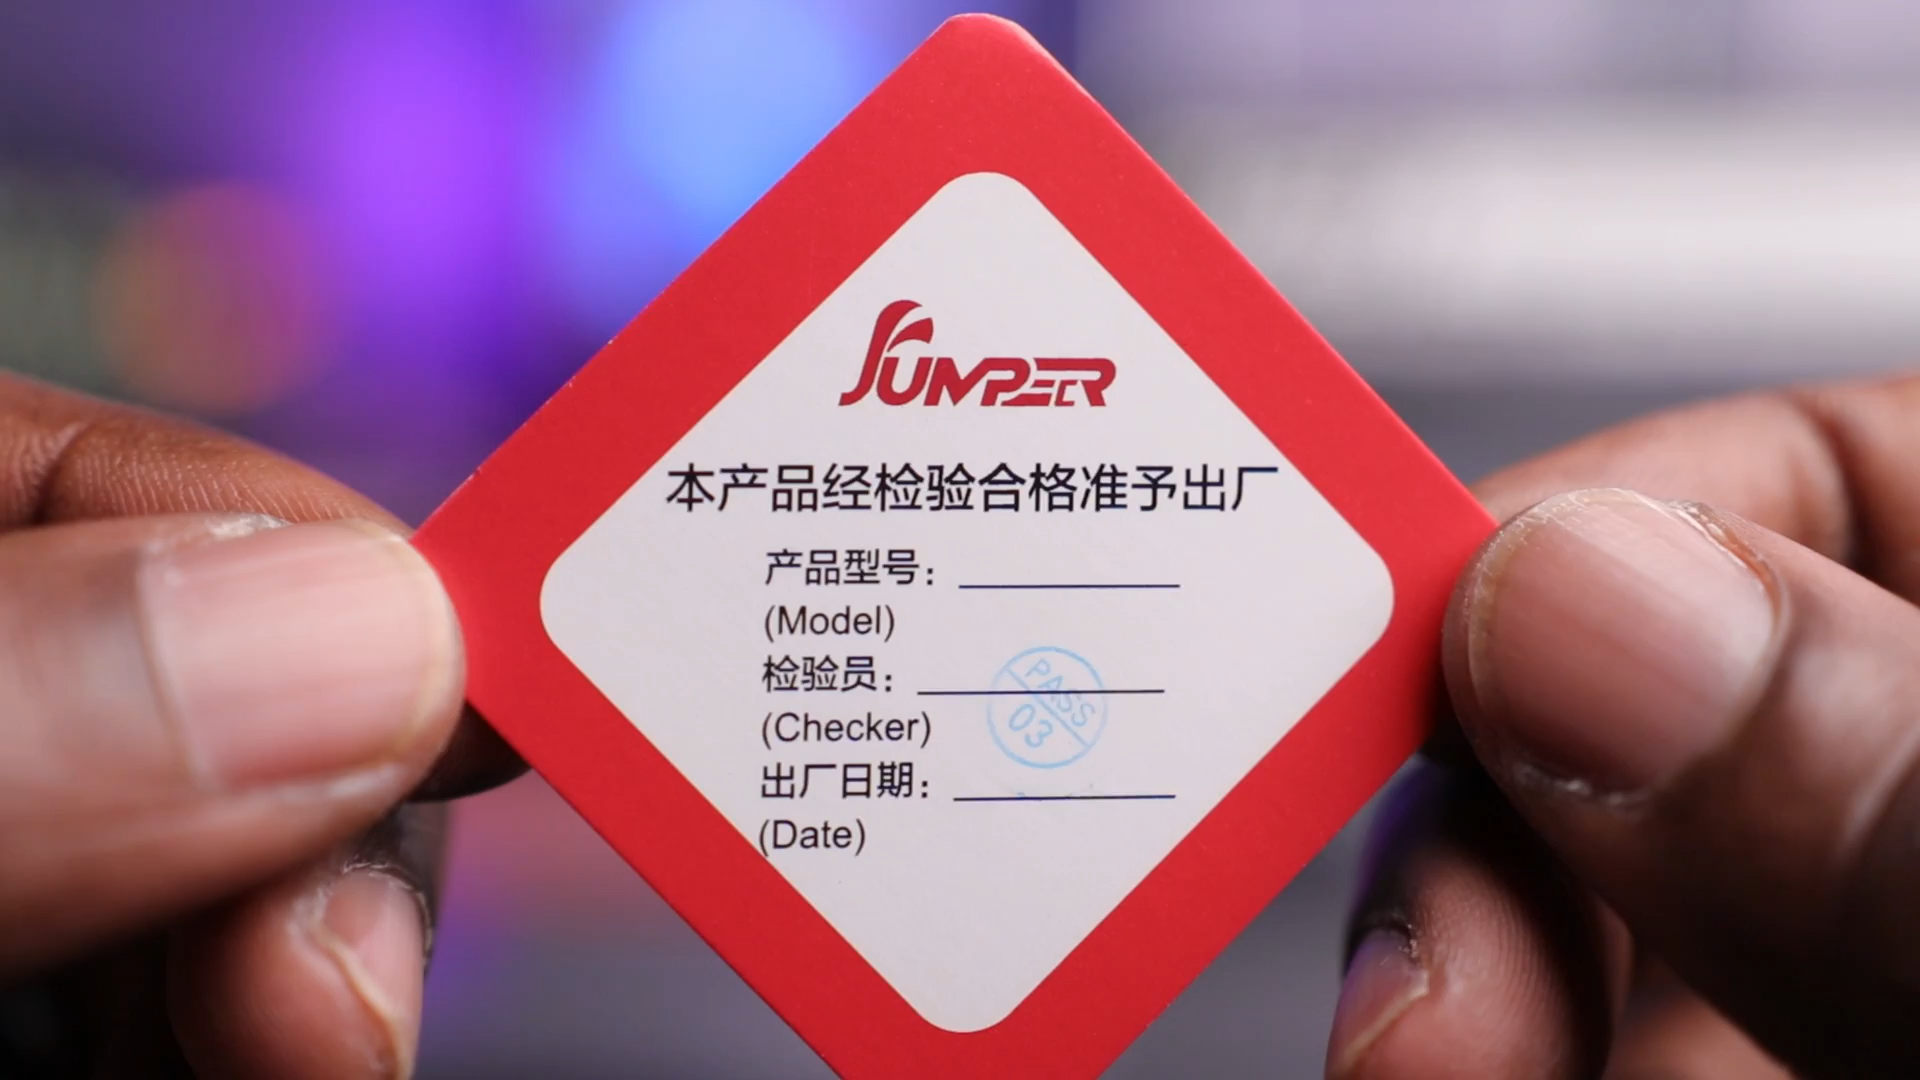 JUMPER
本产品经检验合格准予出厂
产品型号：
(Model)
检验员：
PASS
03
(Checker)
出厂日期：
(Date)